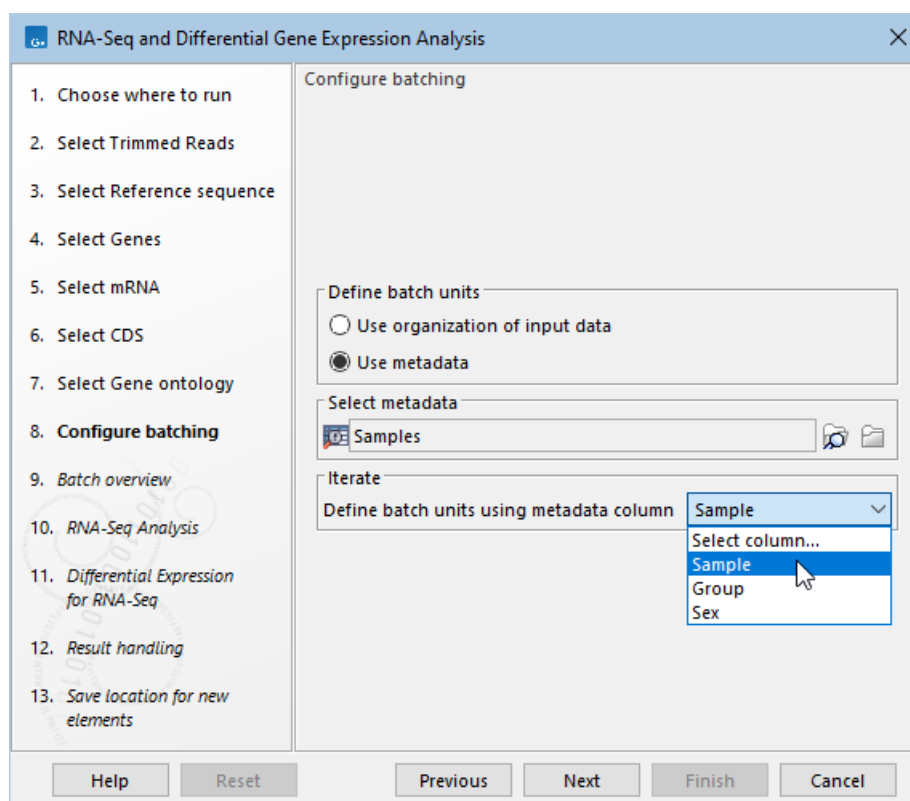 RNA-Seq and Differential Gene Expression Analysis
1. Choose where to run
2. Select Trimmed Reads
3. Select Reference sequence
4. Select Genes
5. Select mRNA
6. Select CDS
7. Select Gene ontology
8. Configure batching
9. Batch overview
10. RNA-Seq Analysis
11. Differential Expression
for RNA-Seq
12. Result handling
13. Save location for new
elements
Configure batching
Define batch units
Use organization of input data
Use metadata
Select metadata
Samples
Iterate
Define batch units using metadata column Sample
Select column...
Sample
Group
Sex
Help Reset Previous Next Finish Cancel